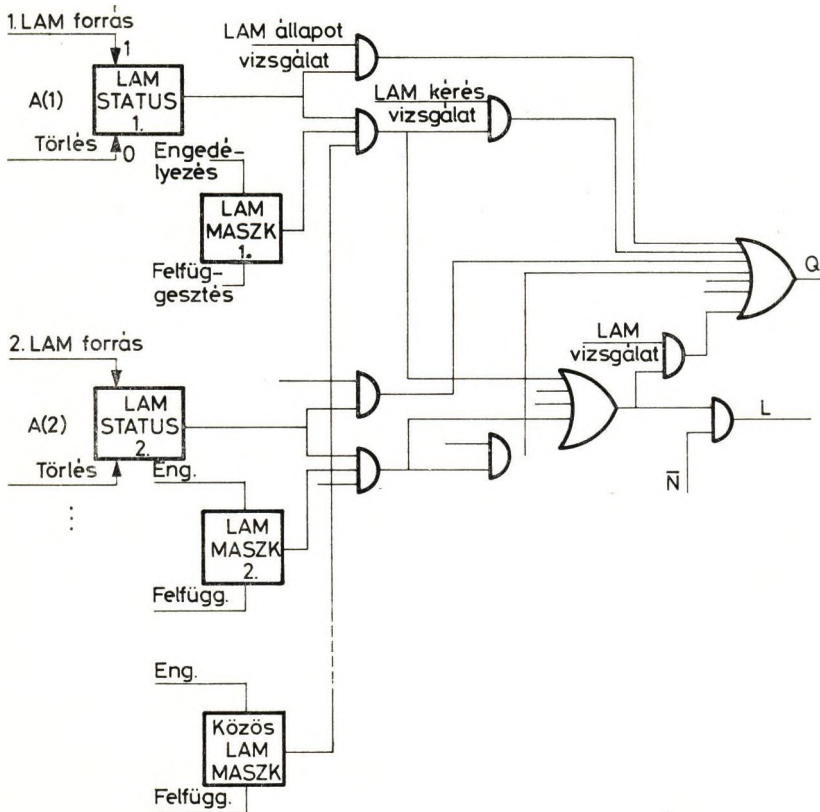 1. LAM forrás
1
LAM
STATUS
1.
A(1)
Törlés
0
LAM állapot
vizsgálat
LAM kérés
vizsgálat
Engedé-
lyezés
LAM
MASZK
1.
Felfüg-
gesztés
Q
2. LAM forrás
LAM
STATUS
2.
A(2)
Törlés
Eng.
LAM
MASZK
2.
Felfügg.
LAM
vizsgálat
L
N̅
Eng.
Közös
LAM
MASZK
Felfügg.